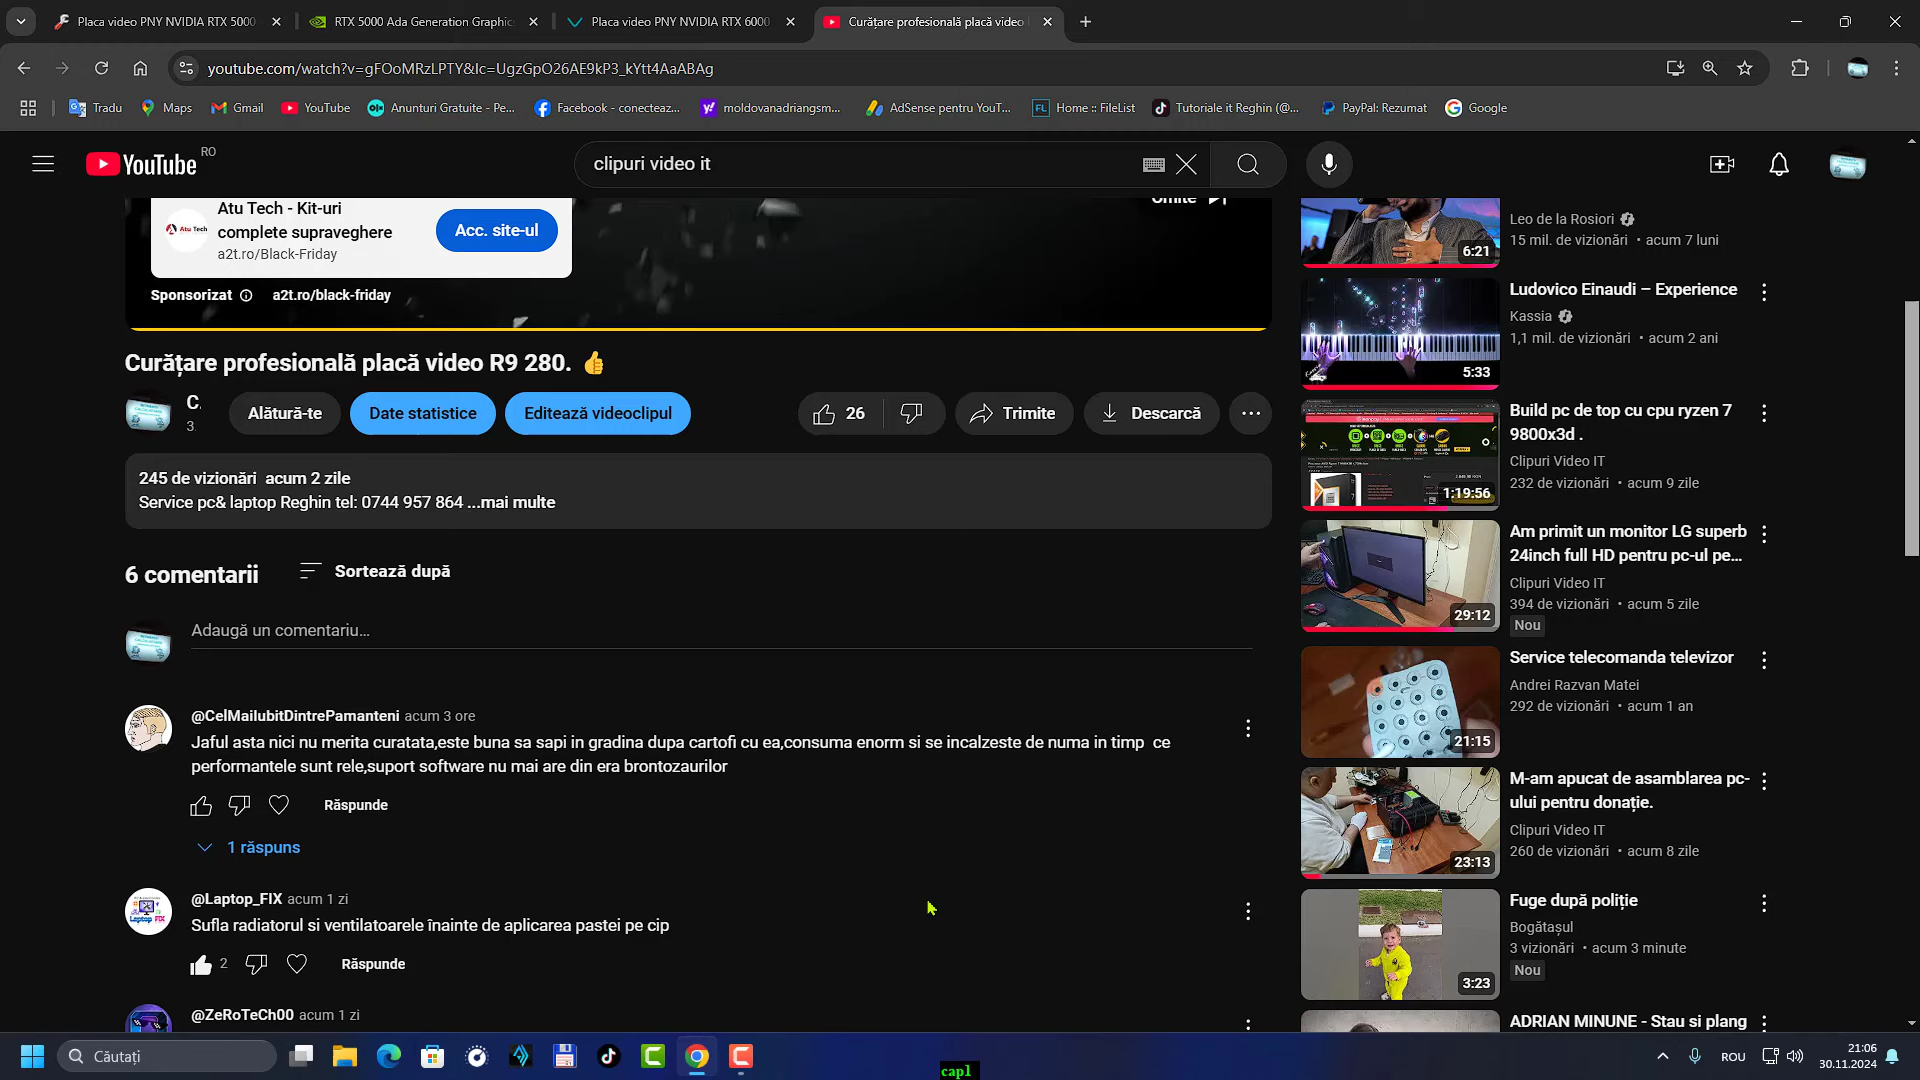 Placa video PNY NVIDIA RTX 5000
RTX 5000 Ada Generation Graphic
Placa video PNY NVIDIA RTX 6000
Curățare profesională placă video
youtube.com/watch?v=gFOoMRzLPTY&lc=UgzGpO26AE9kP3_kYtt4AaABAg
Tradu
Maps
Gmail
YouTube
Anunturi Gratuite - Pe...
Facebook - conecteaz...
moldovanadriangsm...
AdSense pentru YouT...
Home :: FileList
Tutoriale it Reghin (@...
PayPal: Rezumat
Google
YouTube RO
clipuri video it
Atu Tech - Kit-uri
complete supraveghere
a2t.ro/Black-Friday
Acc. site-ul
Omite
Sponsorizat
a2t.ro/black-friday
Curățare profesională placă video R9 280. 👍
C.
3.
Alătură-te
Date statistice
Editează videoclipul
26
Trimite
Descarcă
245 de vizionări acum 2 zile
Service pc& laptop Reghin tel: 0744 957 864 ...mai multe
6 comentarii
Sortează după
Adaugă un comentariu...
@CelMaiIubitDintrePamanteni acum 3 ore
Jaful asta nici nu merita curatata,este buna sa sapi in gradina dupa cartofi cu ea,consuma enorm si se incalzeste de numa in timp ce
performantele sunt rele,suport software nu mai are din era brontozaurilor
Răspunde
1 răspuns
@Laptop_FIX acum 1 zi
Sufla radiatorul si ventilatoarele înainte de aplicarea pastei pe cip
2
Răspunde
@ZeRoTeCh00 acum 1 zi
Leo de la Rosiori
15 mil. de vizionări • acum 7 luni
6:21
Ludovico Einaudi – Experience
Kassia
1,1 mil. de vizionări • acum 2 ani
5:33
Build pc de top cu cpu ryzen 7
9800x3d .
Clipuri Video IT
232 de vizionări • acum 9 zile
1:19:56
Am primit un monitor LG superb
24inch full HD pentru pc-ul pe...
Clipuri Video IT
394 de vizionări • acum 5 zile
Nou
29:12
Service telecomanda televizor
Andrei Razvan Matei
292 de vizionări • acum 1 an
21:15
M-am apucat de asamblarea pc-
ului pentru donație.
Clipuri Video IT
260 de vizionări • acum 8 zile
23:13
Fuge după poliție
Bogătașul
3 vizionări • acum 3 minute
Nou
3:23
ADRIAN MINUNE - Stau si plang
Căutați
capl
ROU
21:06
30.11.2024